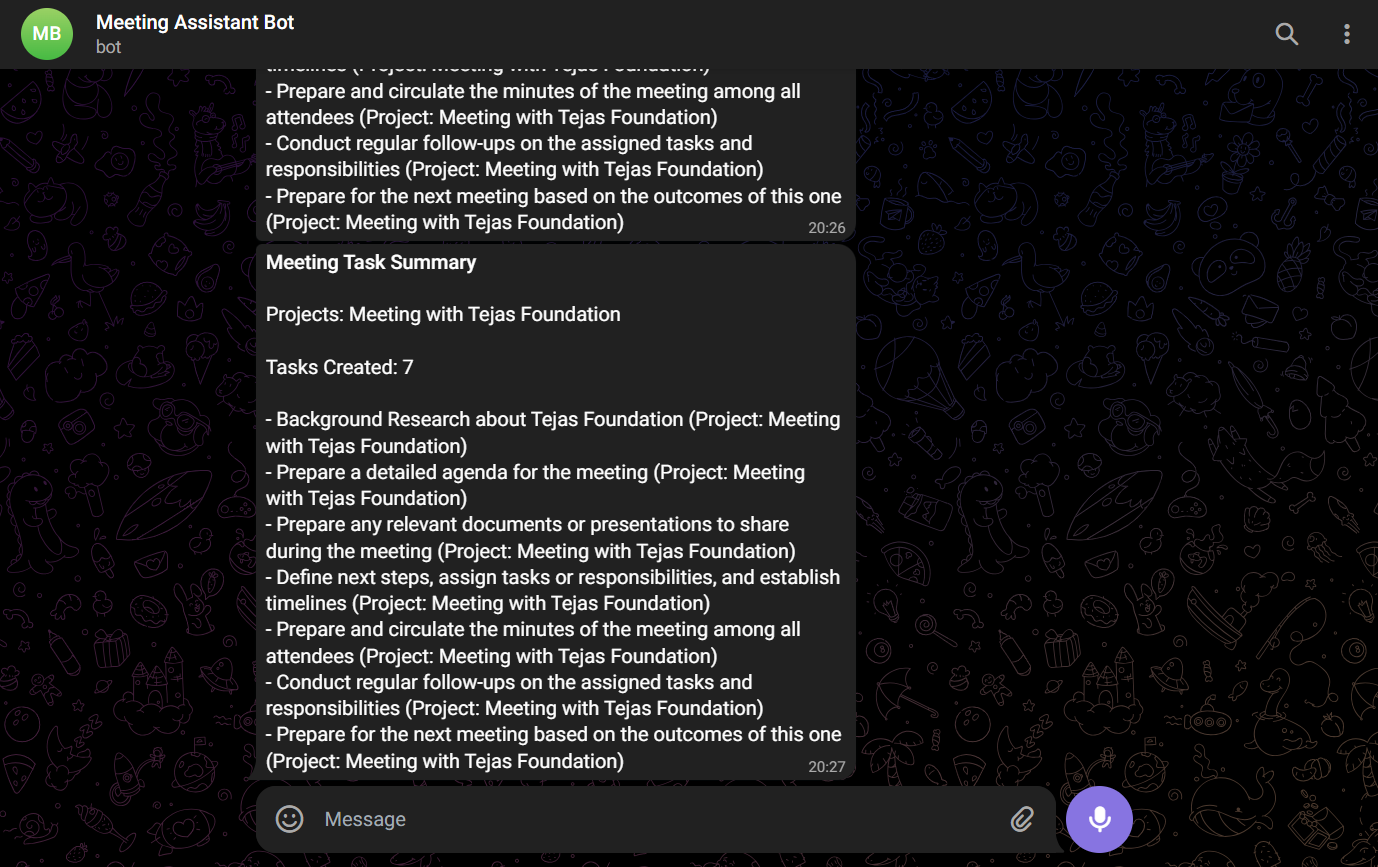 MB
Meeting Assistant Bot
bot
timelines (Project: Meeting with Tejas Foundation)
- Prepare and circulate the minutes of the meeting among all
attendees (Project: Meeting with Tejas Foundation)
- Conduct regular follow-ups on the assigned tasks and
responsibilities (Project: Meeting with Tejas Foundation)
- Prepare for the next meeting based on the outcomes of this one
(Project: Meeting with Tejas Foundation)
20:26
Meeting Task Summary
Projects: Meeting with Tejas Foundation
Tasks Created: 7
- Background Research about Tejas Foundation (Project: Meeting
with Tejas Foundation)
- Prepare a detailed agenda for the meeting (Project: Meeting
with Tejas Foundation)
- Prepare any relevant documents or presentations to share
during the meeting (Project: Meeting with Tejas Foundation)
- Define next steps, assign tasks or responsibilities, and establish
timelines (Project: Meeting with Tejas Foundation)
- Prepare and circulate the minutes of the meeting among all
attendees (Project: Meeting with Tejas Foundation)
- Conduct regular follow-ups on the assigned tasks and
responsibilities (Project: Meeting with Tejas Foundation)
- Prepare for the next meeting based on the outcomes of this one
(Project: Meeting with Tejas Foundation)
20:27
Message